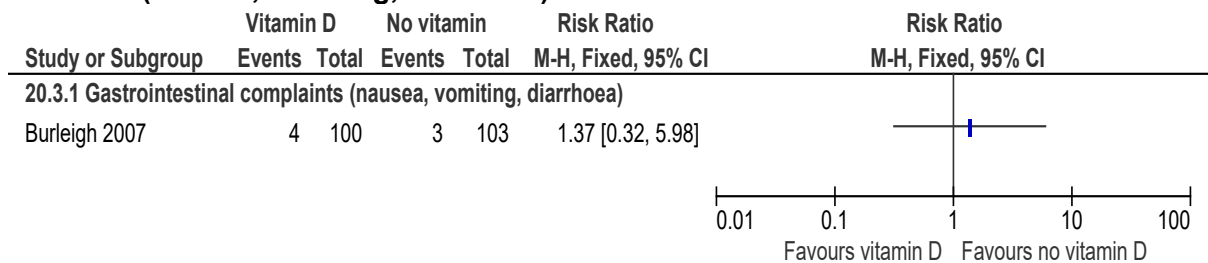 Vitamin D No vitamin Risk Ratio Risk Ratio
Study or Subgroup Events Total Events Total M-H, Fixed, 95% CI M-H, Fixed, 95% CI
20.3.1 Gastrointestinal complaints (nausea, vomiting, diarrhoea)
Burleigh 2007 4 100 3 103 1.37 [0.32, 5.98]
0.01 0.1 1 10 100
Favours vitamin D Favours no vitamin D